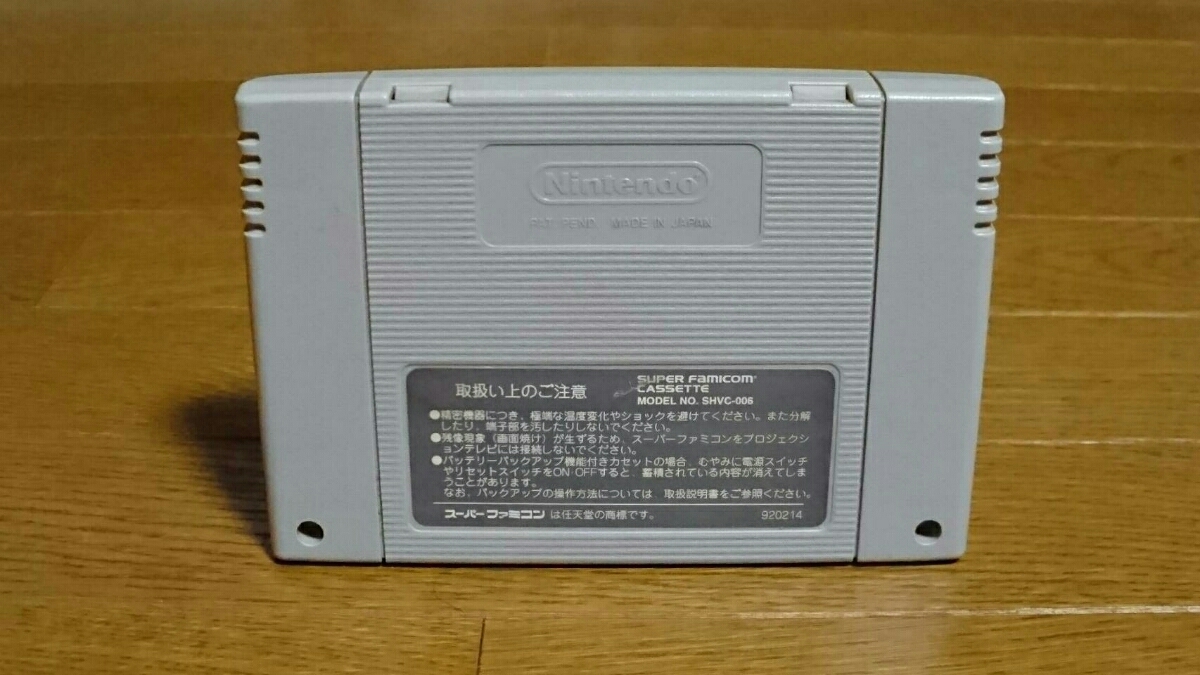 Nintendo
PAT. PEND. MADE IN JAPAN
取扱い上のご注意
SUPER FAMICOM
CASSETTE
MODEL NO. SHVC-006
●精密機器につき、極端な温度変化やショックを避けてください。また分解
したり、端子部を汚したりしないでください。
●残像現象（画面焼け）が生ずるため、スーパーファミコンをプロジェクシ
ョンテレビには接続しないでください。
●バッテリーバックアップ機能付きカセットの場合、むやみに電源スイッチ
やリセットスイッチをON・OFFすると、蓄積されている内容が消えてしま
うことがあります。
なお、バックアップの操作方法については 取扱説明書をご参照ください。
スーパーファミコン は任天堂の商標です。
920214